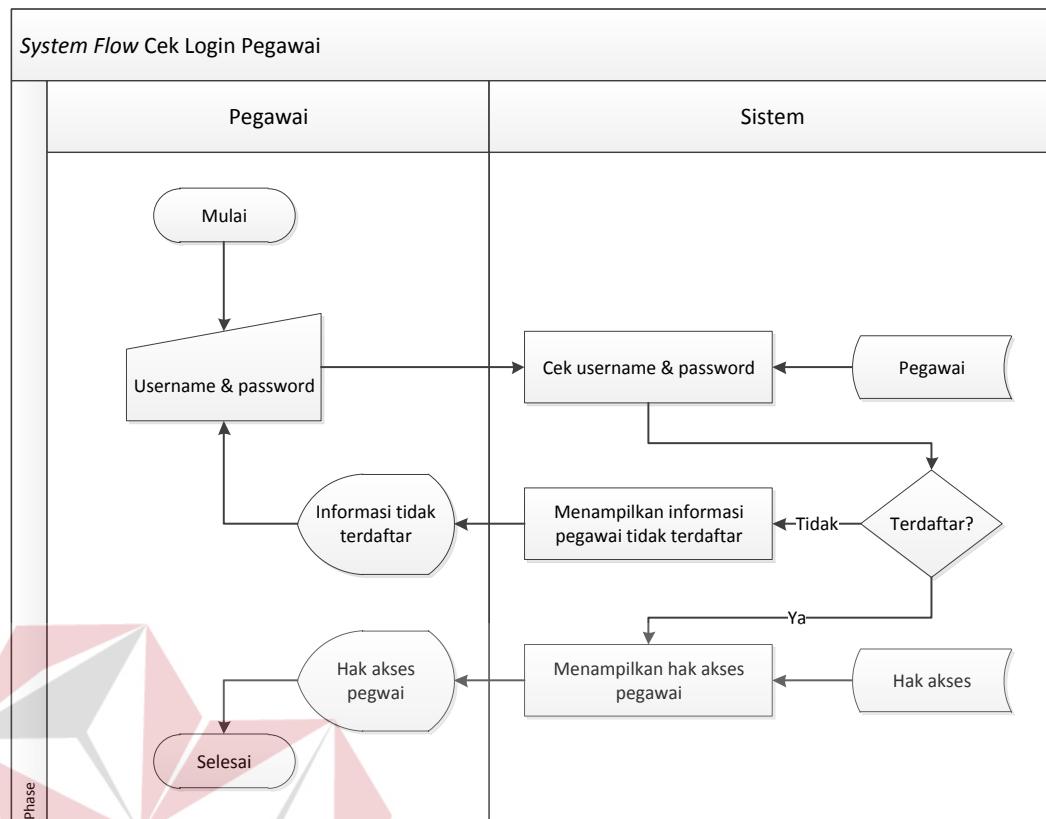 System Flow Cek Login Pegawai
Pegawai
Sistem
Mulai
Username & password
Cek username & password
Pegawai
Informasi tidak
terdaftar
Menampilkan informasi
pegawai tidak terdaftar
Tidak
Terdaftar?
Ya
Hak akses
pegwai
Menampilkan hak akses
pegawai
Hak akses
Selesai
Phase